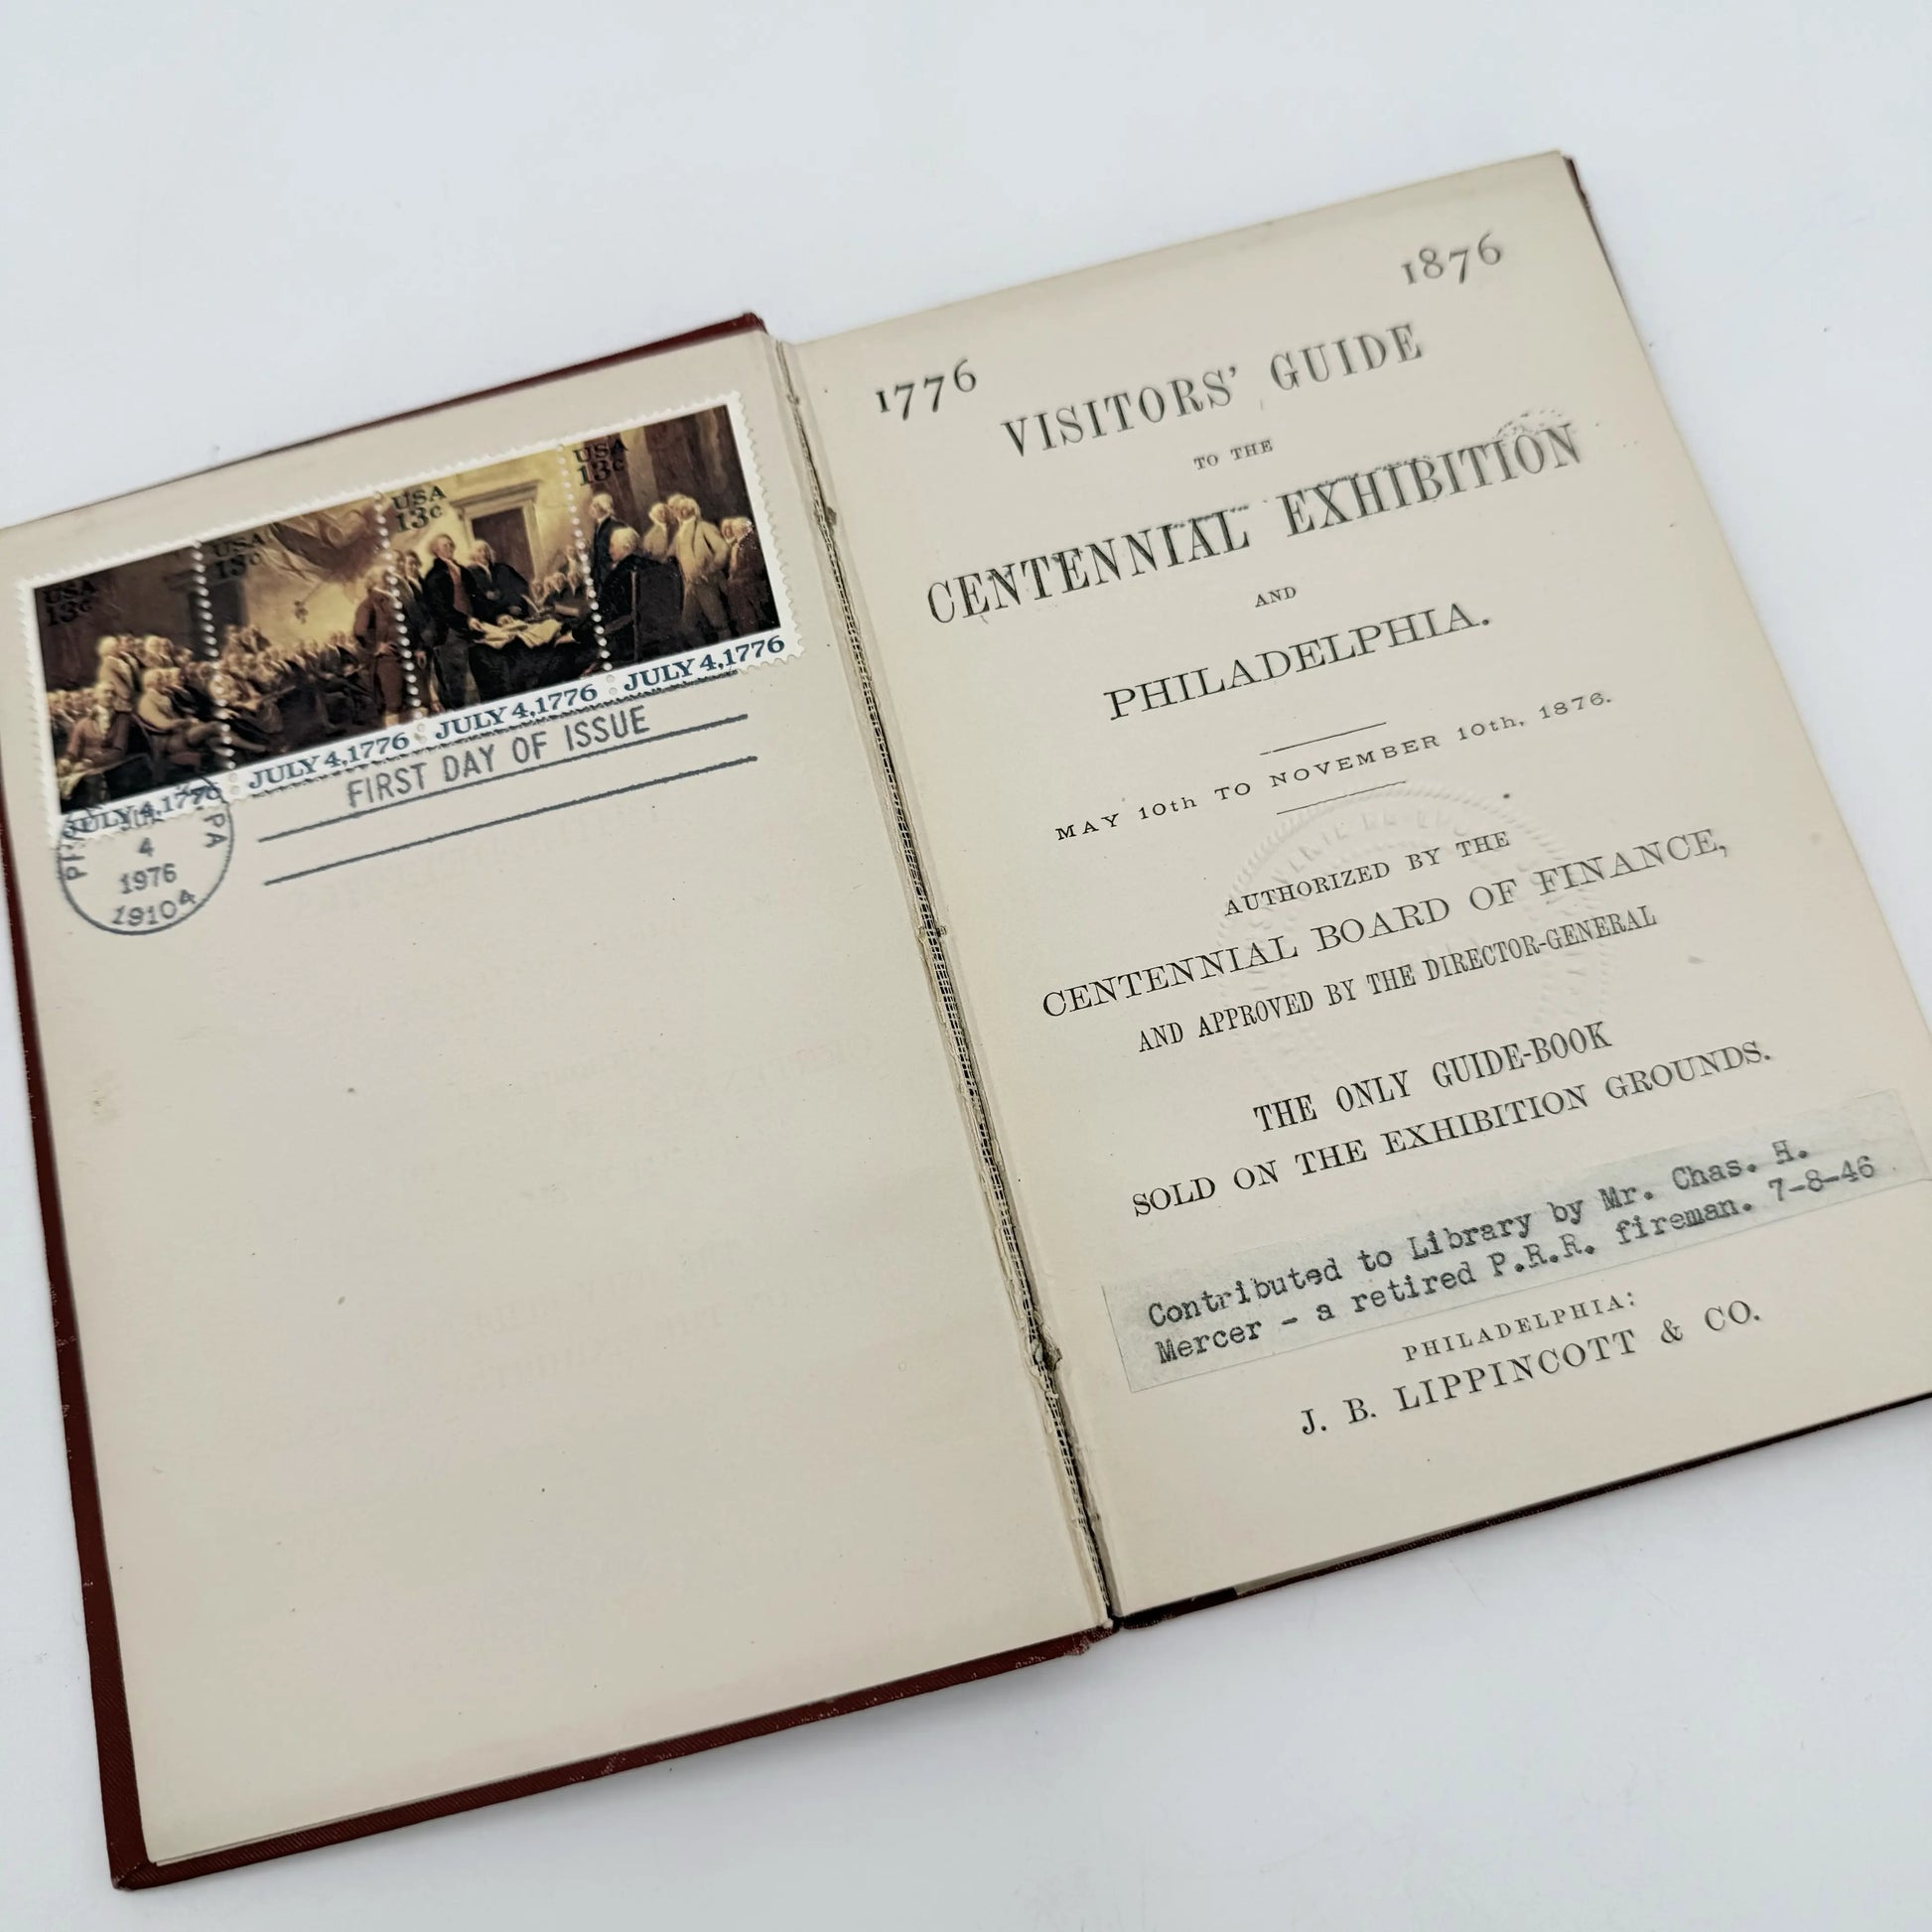 USA
13c
USA
13c
USA
13c
USA
13c
JULY 4,1776
JULY 4,1776
JULY 4,1776
JULY 4,1776
FIRST DAY OF ISSUE
PA
4
1976
19104
1776
1876
VISITORS' GUIDE
TO THE
CENTENNIAL EXHIBITION
AND
PHILADELPHIA.
MAY 10th TO NOVEMBER 10th, 1876.
AUTHORIZED BY THE
CENTENNIAL BOARD OF FINANCE,
AND APPROVED BY THE DIRECTOR-GENERAL
THE ONLY GUIDE-BOOK
SOLD ON THE EXHIBITION GROUNDS.
Contributed to Library by Mr. Chas. H.
Mercer - a retired P.R.R. fireman. 7-8-46
PHILADELPHIA:
J. B. LIPPINCOTT & CO.